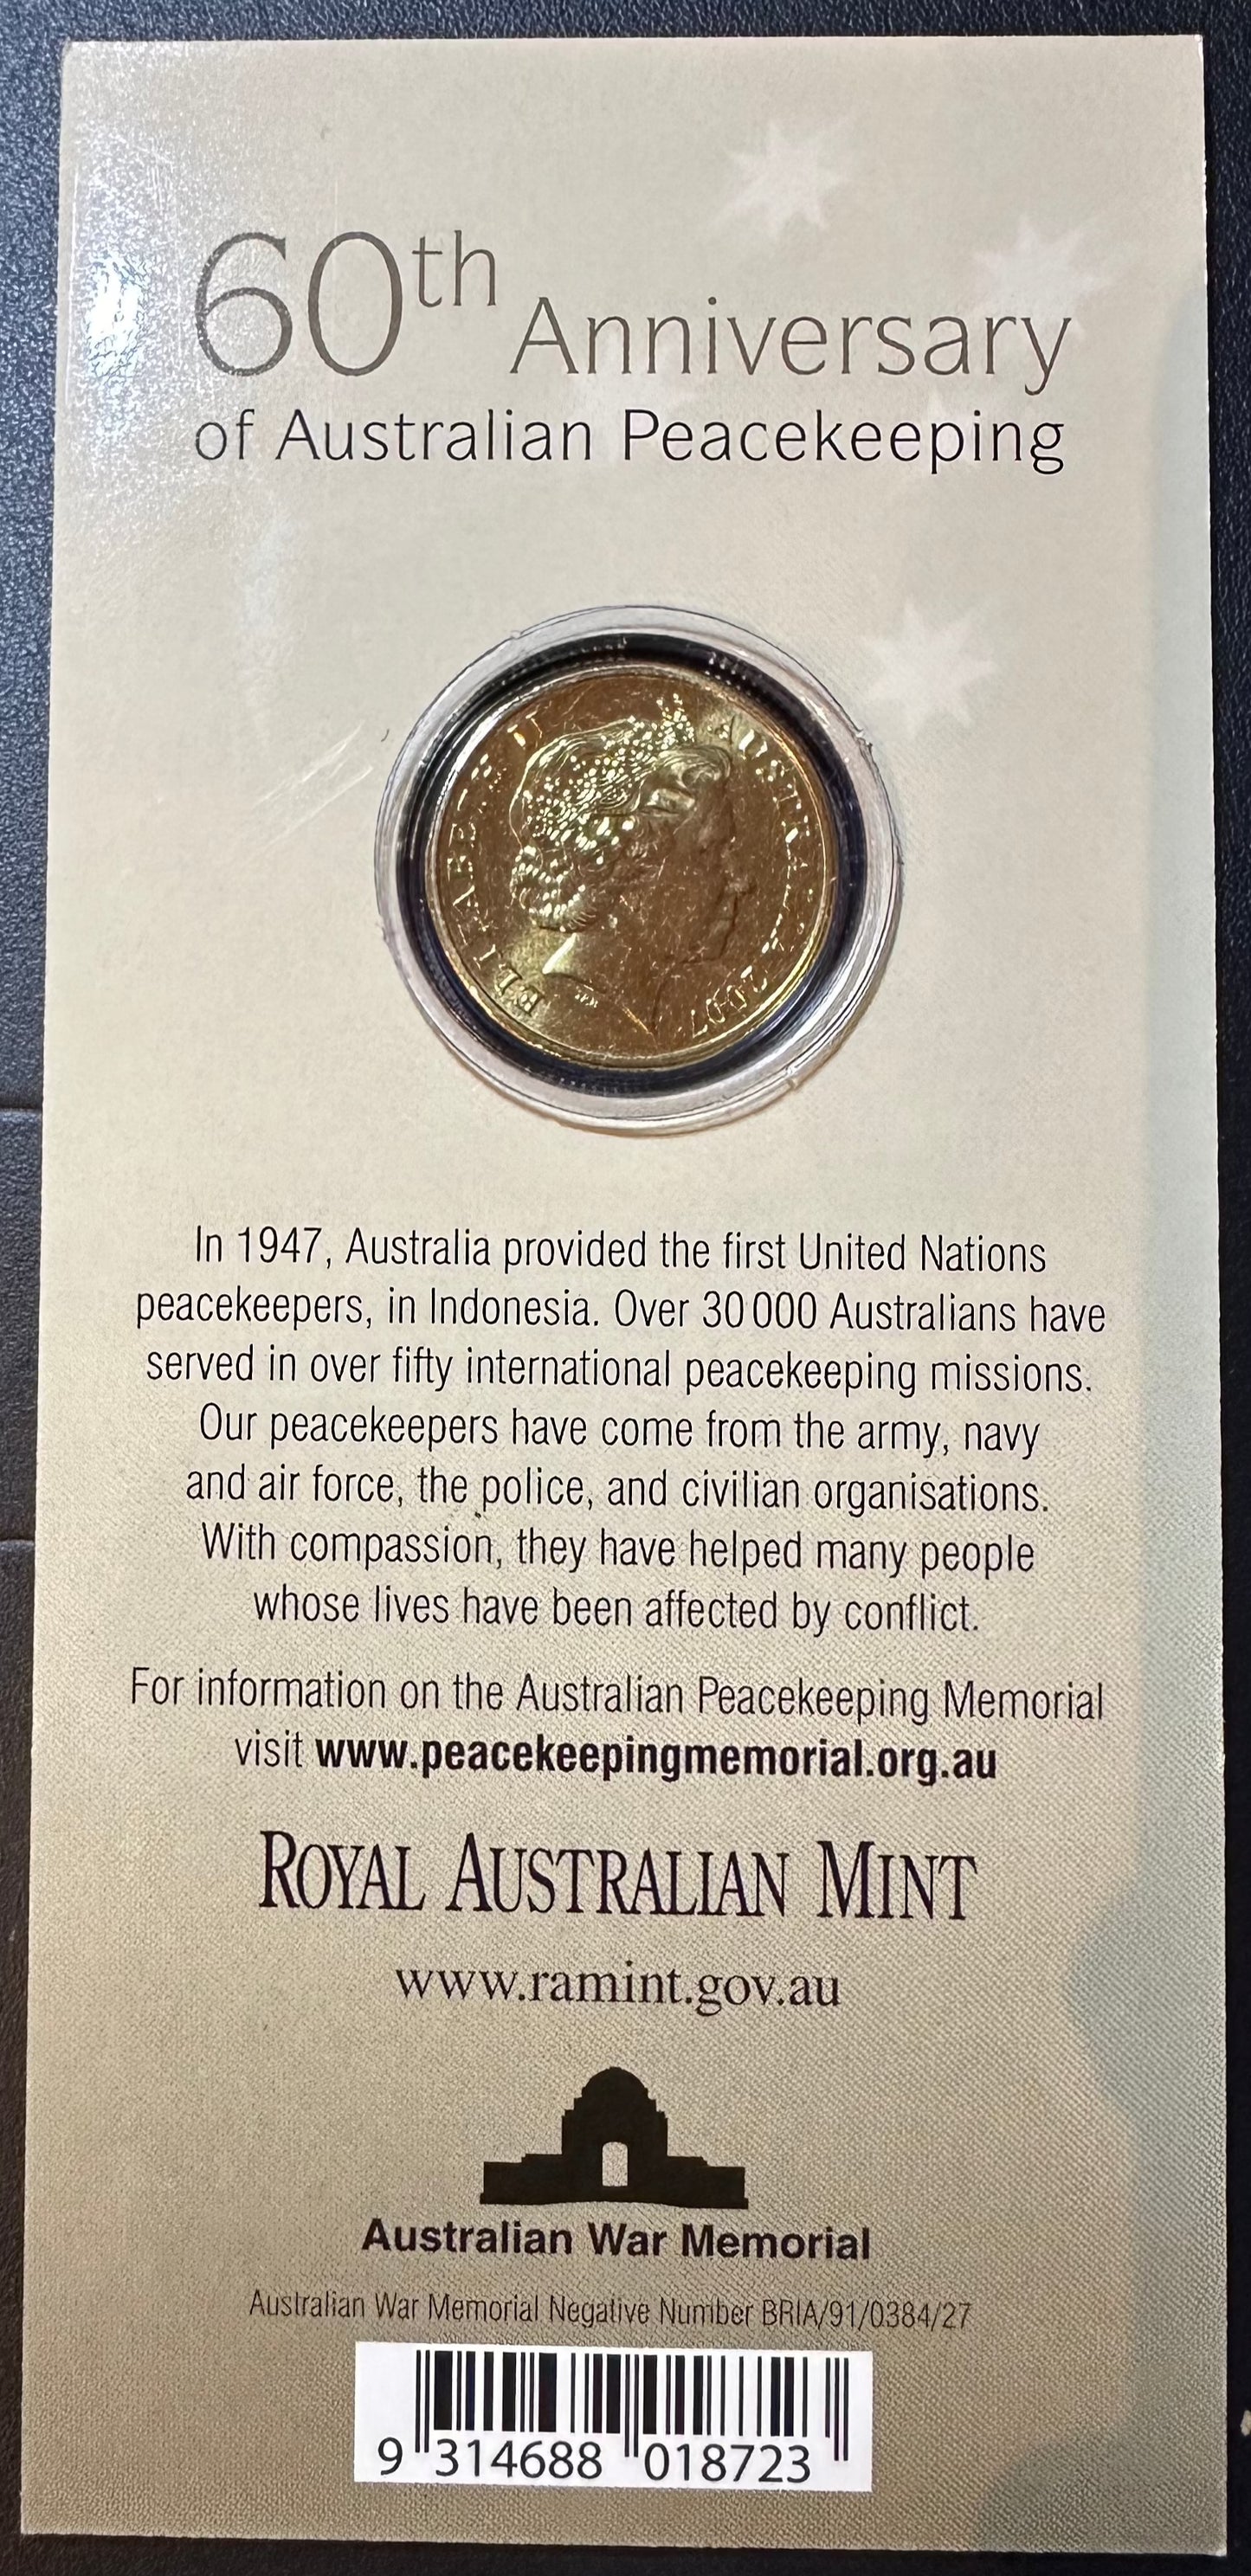 60th Anniversary
of Australian Peacekeeping
ELIZABETH II AUSTRALIA 2007
In 1947, Australia provided the first United Nations
peacekeepers, in Indonesia. Over 30 000 Australians have
served in over fifty international peacekeeping missions.
Our peacekeepers have come from the army, navy
and air force, the police, and civilian organisations.
With compassion, they have helped many people
whose lives have been affected by conflict.
For information on the Australian Peacekeeping Memorial
visit www.peacekeepingmemorial.org.au
ROYAL AUSTRALIAN MINT
www.ramint.gov.au
Australian War Memorial
Australian War Memorial Negative Number BRIA/91/0384/27
9 314688 018723